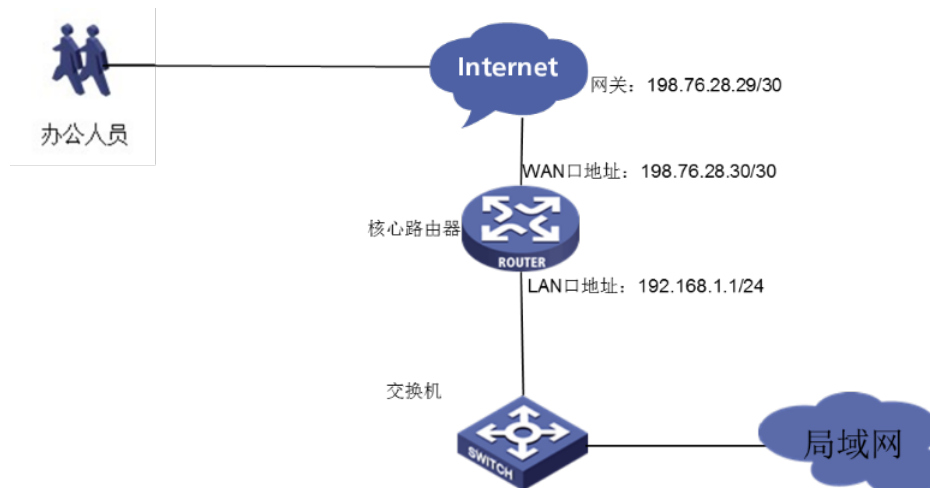 Internet
网关：198.76.28.29/30
办公人员
WAN口地址：198.76.28.30/30
核心路由器
ROUTER
LAN口地址：192.168.1.1/24
交换机
SWITCH
局域网